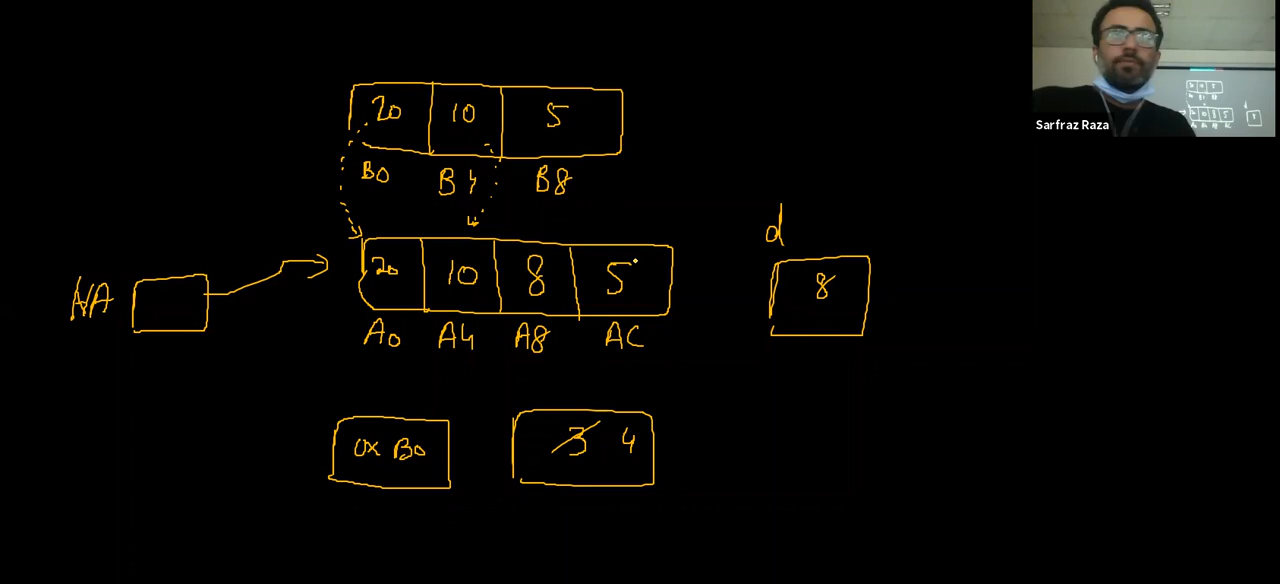 20 10 5
B0 B4 B8
d
20 10 8 5
8
NA
A0 A4 A8 AC
0x B0 3 4
Sarfraz Raza